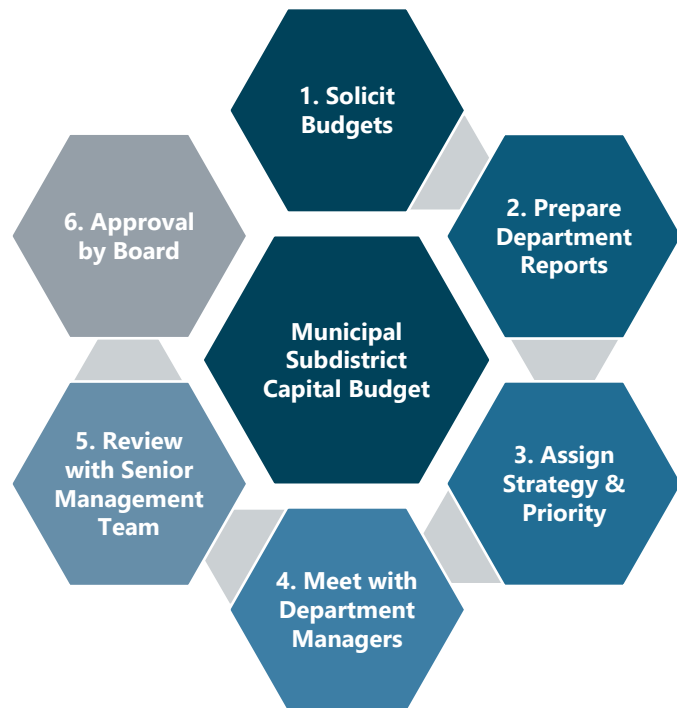 1. Solicit
Budgets
2. Prepare
Department
Reports
3. Assign
Strategy &
Priority
4. Meet with
Department
Managers
5. Review
with Senior
Management
Team
6. Approval
by Board
Municipal
Subdistrict
Capital Budget